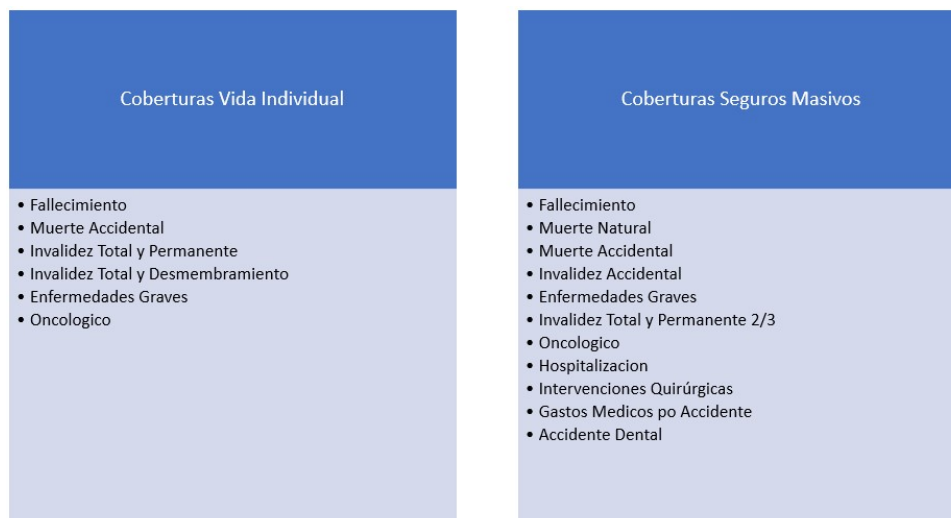 Coberturas Vida Individual
• Fallecimiento
• Muerte Accidental
• Invalidez Total y Permanente
• Invalidez Total y Desmembramiento
• Enfermedades Graves
• Oncologico
Coberturas Seguros Masivos
• Fallecimiento
• Muerte Natural
• Muerte Accidental
• Invalidez Accidental
• Enfermedades Graves
• Invalidez Total y Permanente 2/3
• Oncologico
• Hospitalizacion
• Intervenciones Quirúrgicas
• Gastos Medicos po Accidente
• Accidente Dental